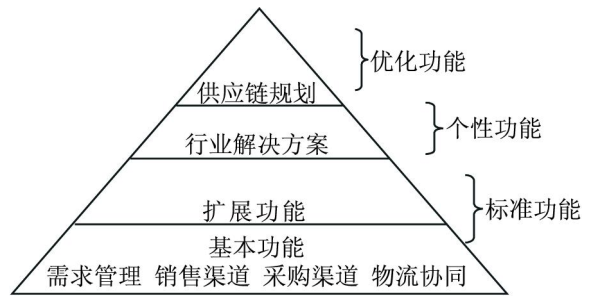 优化功能
供应链规划
个性功能
行业解决方案
标准功能
扩展功能
基本功能
需求管理 销售渠道 采购渠道 物流协同